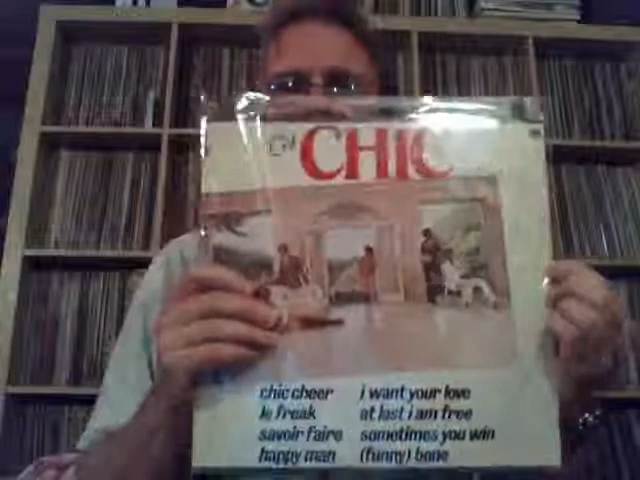 C'est CHIC
chic cheer
le freak
savoir faire
happy man
i want your love
at last i am free
sometimes you win
(funny) bone